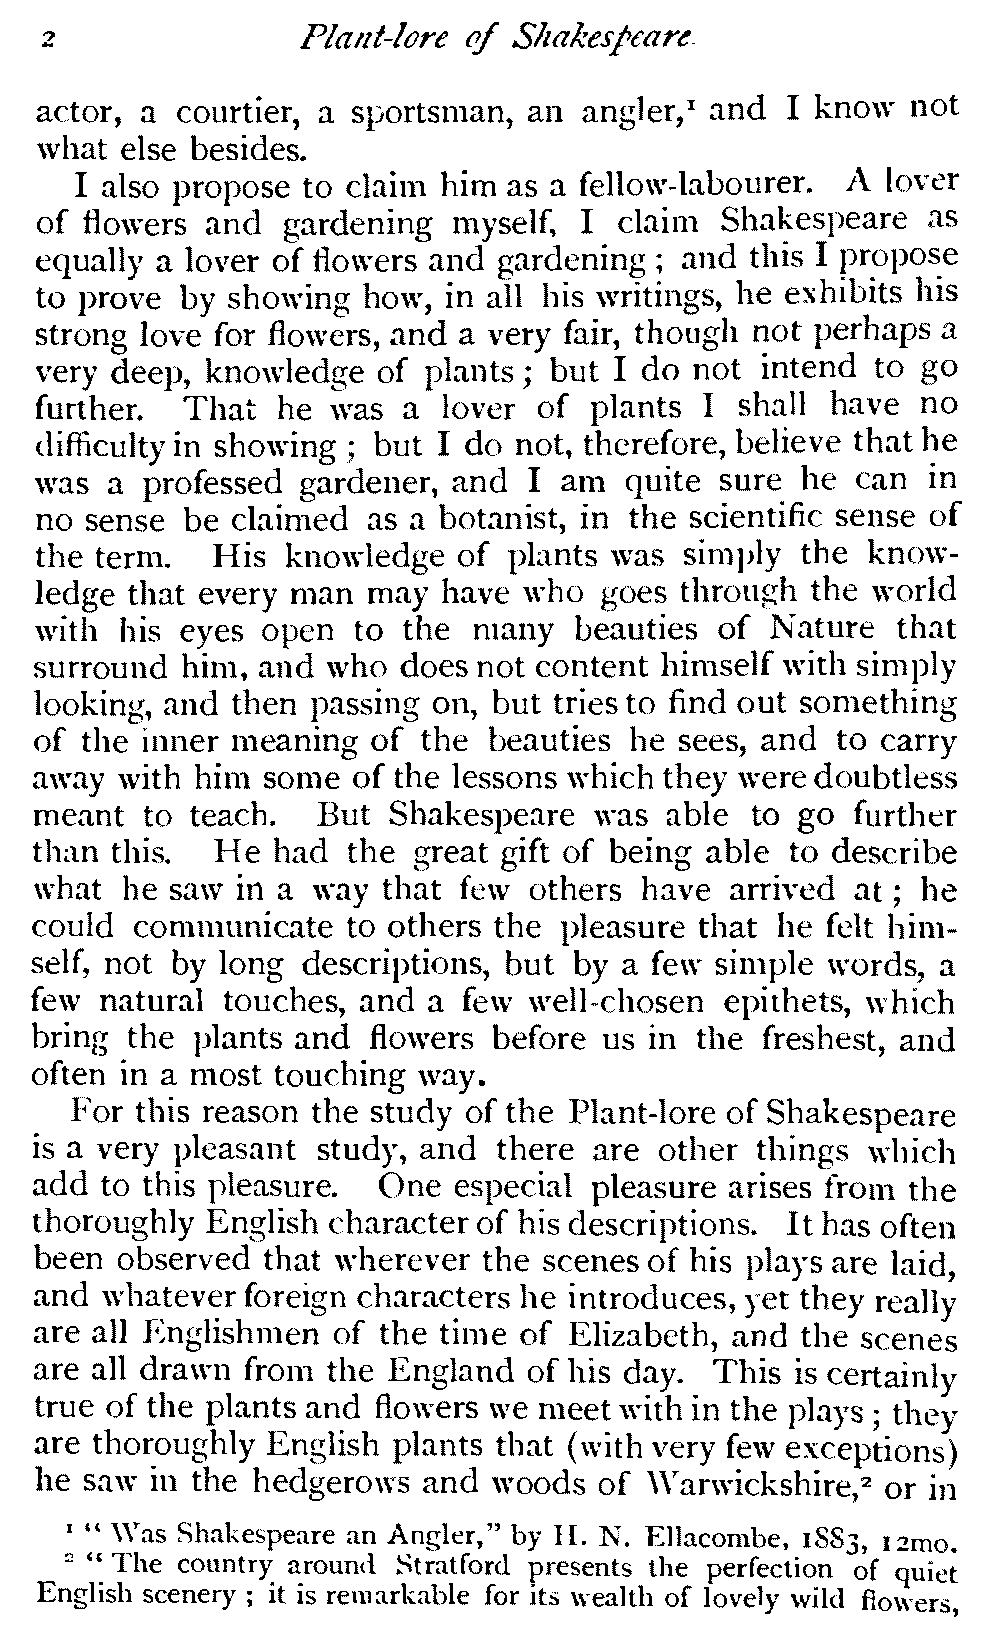 2 Plant-lore of Shakespeare.
actor, a courtier, a sportsman, an angler,¹ and I know not
what else besides.
I also propose to claim him as a fellow-labourer. A lover
of flowers and gardening myself, I claim Shakespeare as
equally a lover of flowers and gardening ; and this I propose
to prove by showing how, in all his writings, he exhibits his
strong love for flowers, and a very fair, though not perhaps a
very deep, knowledge of plants ; but I do not intend to go
further. That he was a lover of plants I shall have no
difficulty in showing ; but I do not, therefore, believe that he
was a professed gardener, and I am quite sure he can in
no sense be claimed as a botanist, in the scientific sense of
the term. His knowledge of plants was simply the know-
ledge that every man may have who goes through the world
with his eyes open to the many beauties of Nature that
surround him, and who does not content himself with simply
looking, and then passing on, but tries to find out something
of the inner meaning of the beauties he sees, and to carry
away with him some of the lessons which they were doubtless
meant to teach. But Shakespeare was able to go further
than this. He had the great gift of being able to describe
what he saw in a way that few others have arrived at ; he
could communicate to others the pleasure that he felt him-
self, not by long descriptions, but by a few simple words, a
few natural touches, and a few well-chosen epithets, which
bring the plants and flowers before us in the freshest, and
often in a most touching way.
For this reason the study of the Plant-lore of Shakespeare
is a very pleasant study, and there are other things which
add to this pleasure. One especial pleasure arises from the
thoroughly English character of his descriptions. It has often
been observed that wherever the scenes of his plays are laid,
and whatever foreign characters he introduces, yet they really
are all Englishmen of the time of Elizabeth, and the scenes
are all drawn from the England of his day. This is certainly
true of the plants and flowers we meet with in the plays ; they
are thoroughly English plants that (with very few exceptions)
he saw in the hedgerows and woods of Warwickshire,² or in
¹ “ Was Shakespeare an Angler,” by H. N. Ellacombe, 1883, 12mo.
² “ The country around Stratford presents the perfection of quiet
English scenery ; it is remarkable for its wealth of lovely wild flowers,